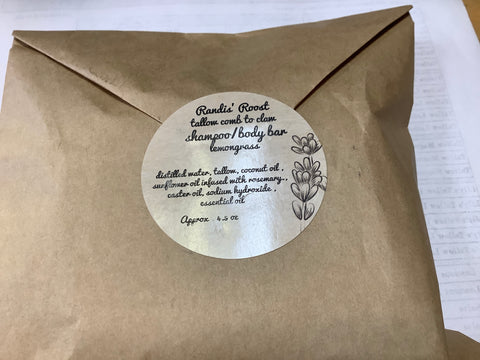 Randis' Roost
tallow comb to claw
shampoo/body bar
lemongrass
distilled water, tallow, coconut oil ,
sunflower oil infused with rosemary,
castor oil, sodium hydroxide ,
essential oil
Approx 4.5 oz